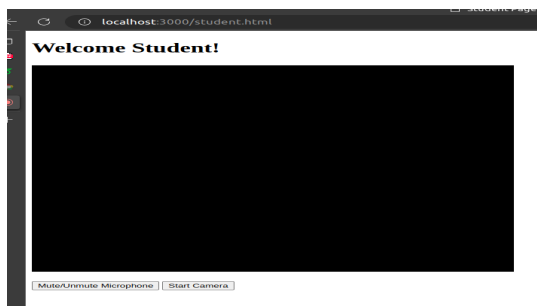 Student Page
localhost:3000/student.html
Welcome Student!
Mute/Unmute Microphone Start Camera